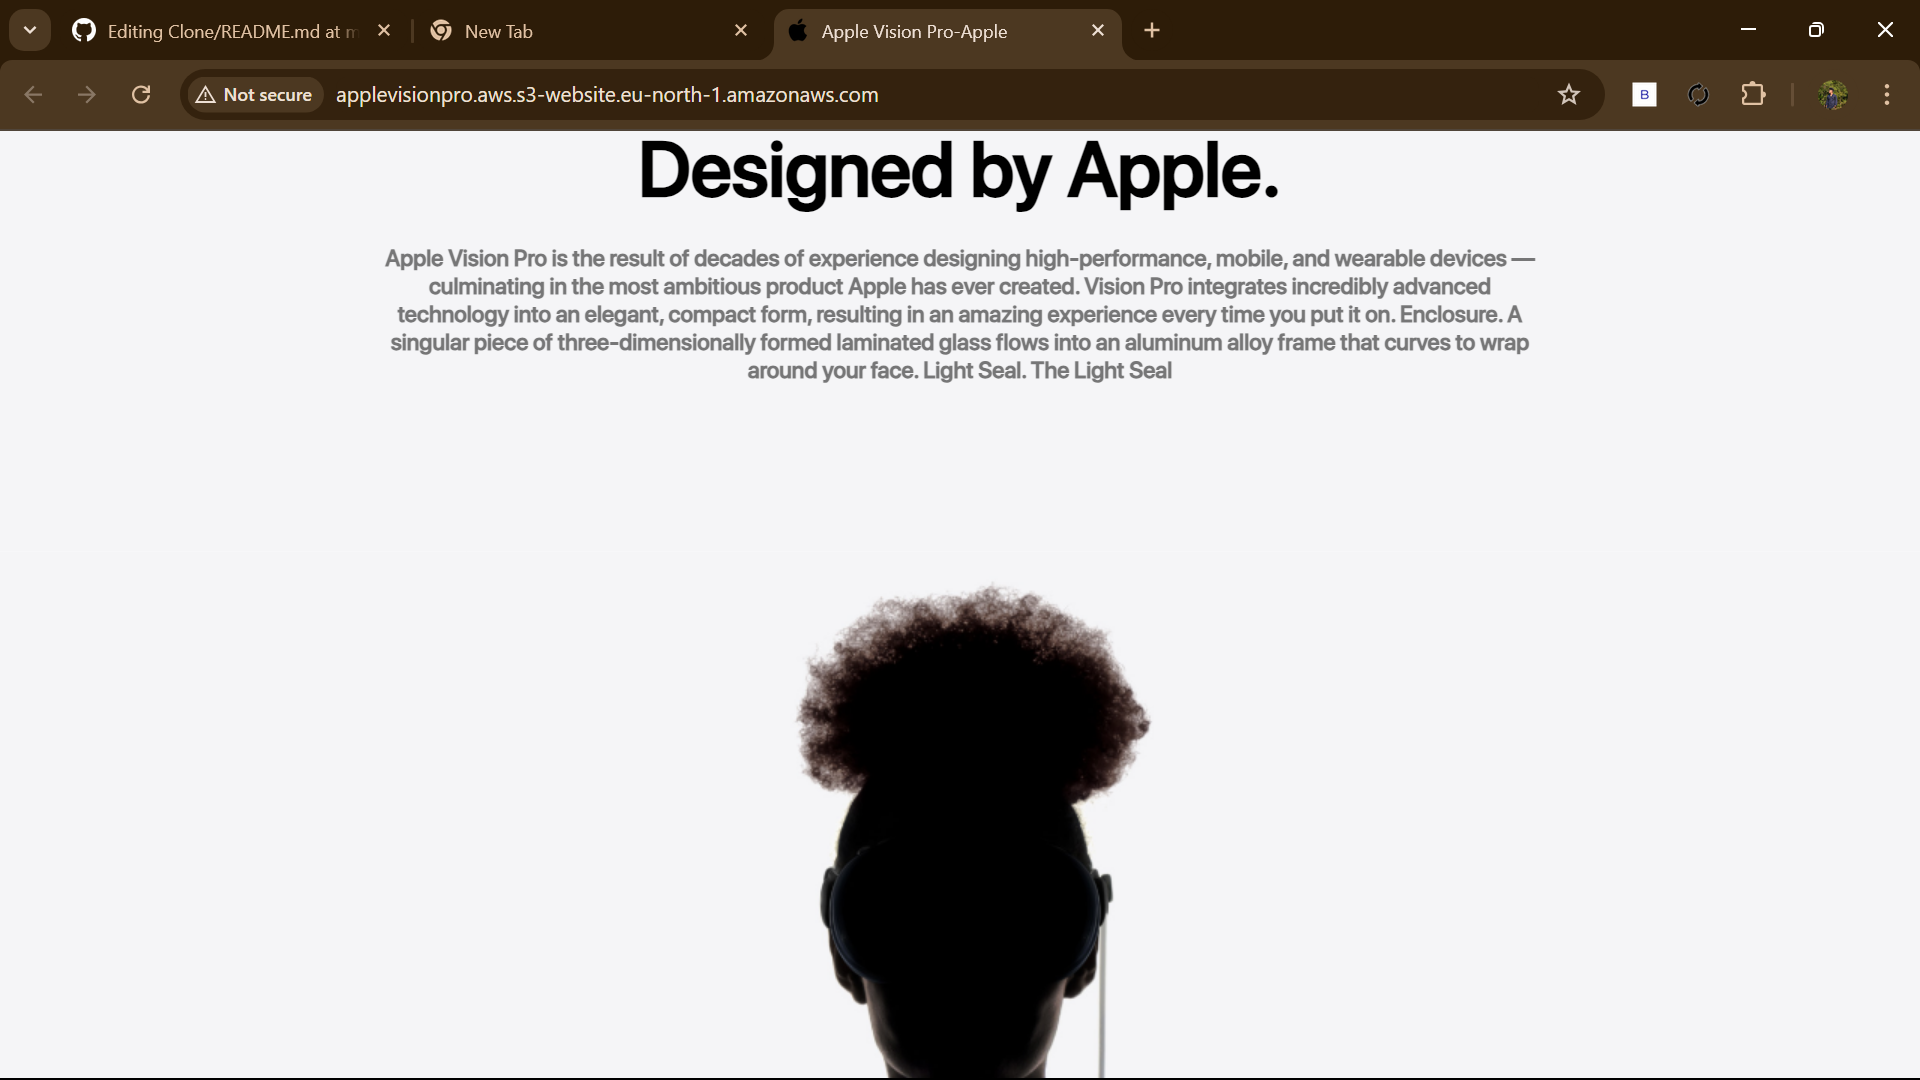 Editing Clone/README.md at m
New Tab
Apple Vision Pro-Apple
Not secure
applevisionpro.aws.s3-website.eu-north-1.amazonaws.com
B
Designed by Apple.
Apple Vision Pro is the result of decades of experience designing high-performance, mobile, and wearable devices —
culminating in the most ambitious product Apple has ever created. Vision Pro integrates incredibly advanced
technology into an elegant, compact form, resulting in an amazing experience every time you put it on. Enclosure. A
singular piece of three-dimensionally formed laminated glass flows into an aluminum alloy frame that curves to wrap
around your face. Light Seal. The Light Seal